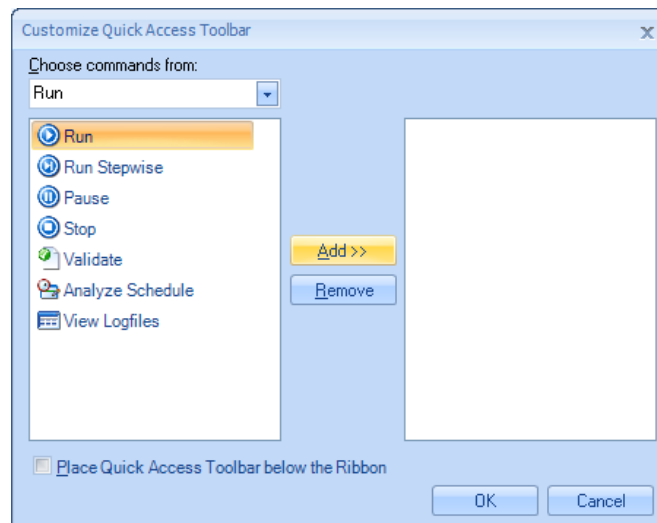 Customize Quick Access Toolbar
Choose commands from:
Run
Run
Run Stepwise
Pause
Stop
Validate
Analyze Schedule
View Logfiles
Add >>
Remove
Place Quick Access Toolbar below the Ribbon
OK
Cancel